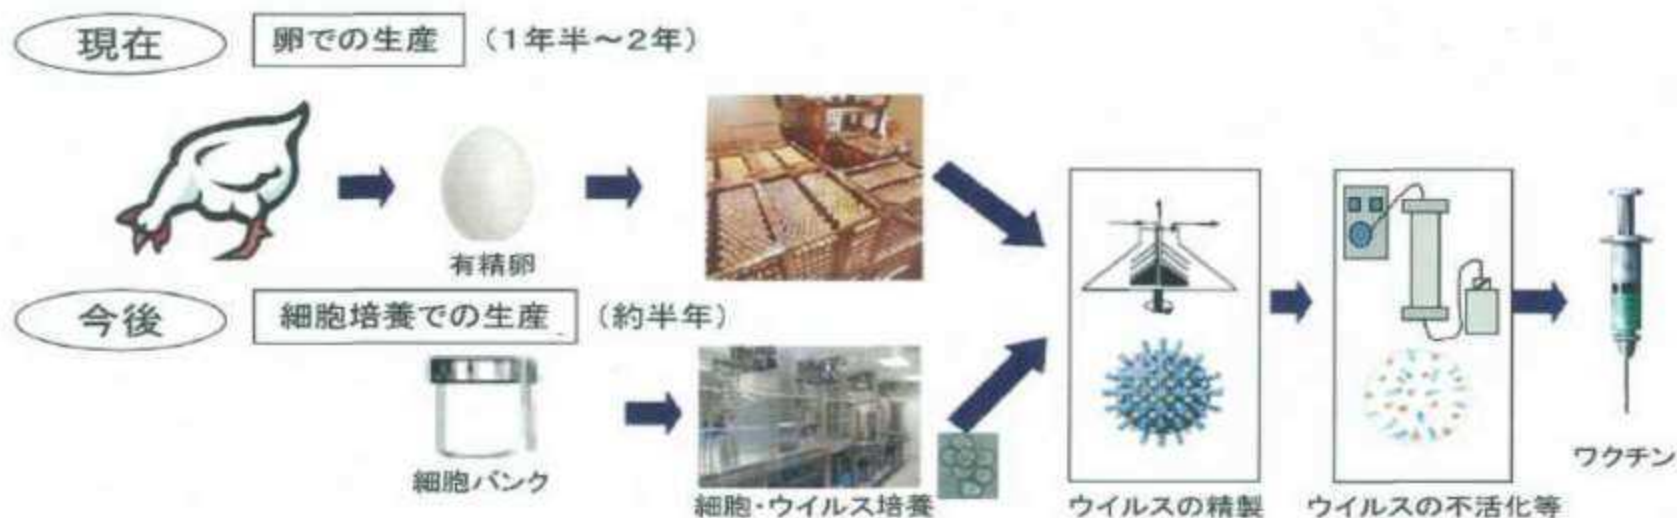 現在 卵での生産 (1年半~2年)
有精卵
今後 細胞培養での生産 (約半年)
細胞バンク
細胞・ウイルス培養
ウイルスの精製
ウイルスの不活化等
ワクチン